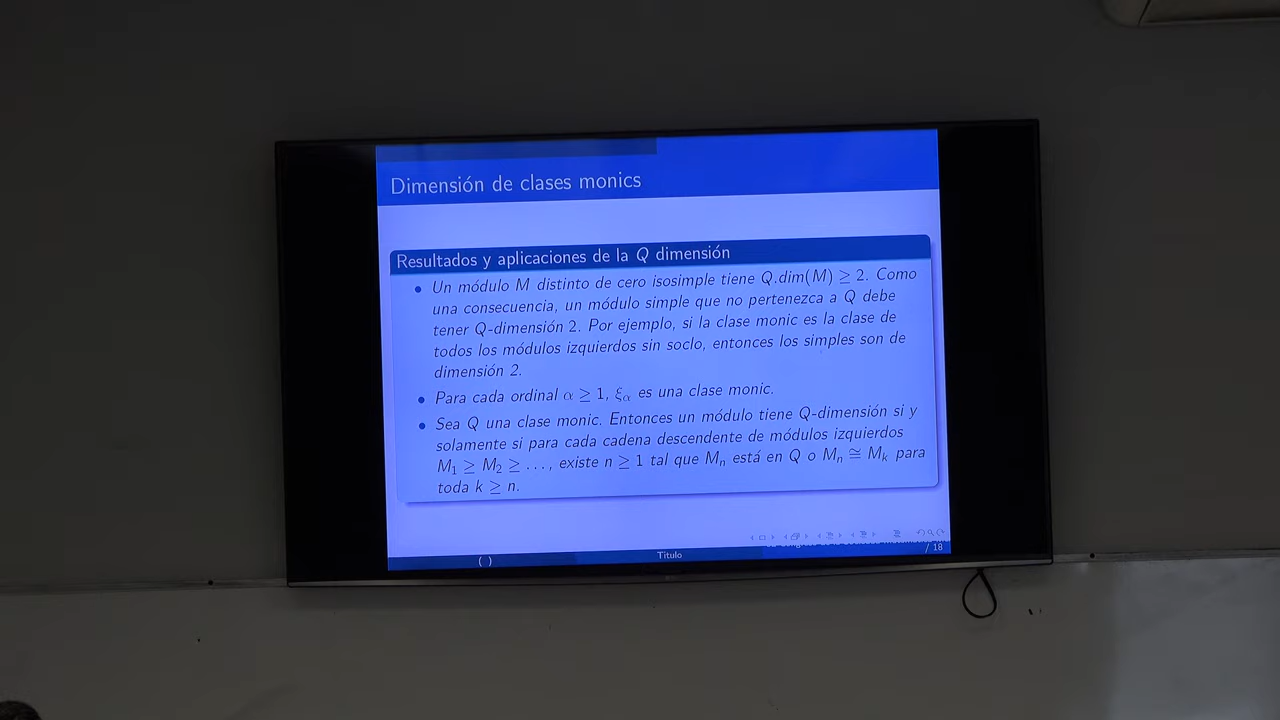 Dimensión de clases monics
Resultados y aplicaciones de la Q dimensión
• Un módulo M distinto de cero isosimple tiene Q.dim(M) ≥ 2. Como
una consecuencia, un módulo simple que no pertenezca a Q debe
tener Q-dimensión 2. Por ejemplo, si la clase monic es la clase de
todos los módulos izquierdos sin soclo, entonces los simples son de
dimensión 2.
• Para cada ordinal α ≥ 1, ξα es una clase monic.
• Sea Q una clase monic. Entonces un módulo tiene Q-dimensión si y
solamente si para cada cadena descendente de módulos izquierdos
M₁ ≥ M₂ ≥ ..., existe n ≥ 1 tal que Mₙ está en Q o Mₙ ≅ Mₖ para
toda k ≥ n.
( ) Titulo / 18